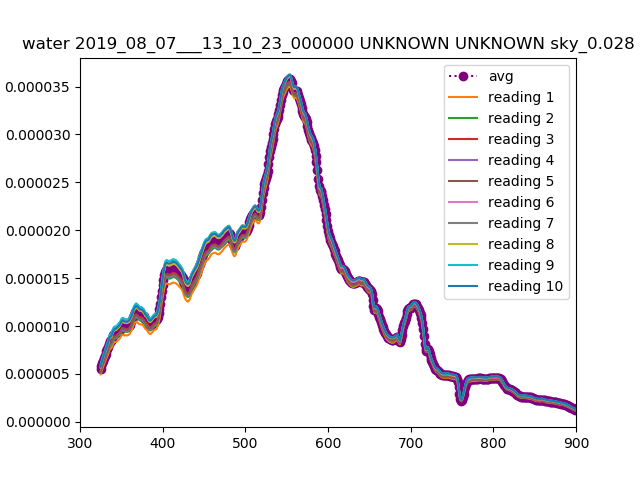 water 2019_08_07___13_10_23_000000 UNKNOWN UNKNOWN sky_0.028
0.000035
0.000030
0.000025
0.000020
0.000015
0.000010
0.000005
0.000000
300 400 500 600 700 800 900
avg
reading 1
reading 2
reading 3
reading 4
reading 5
reading 6
reading 7
reading 8
reading 9
reading 10